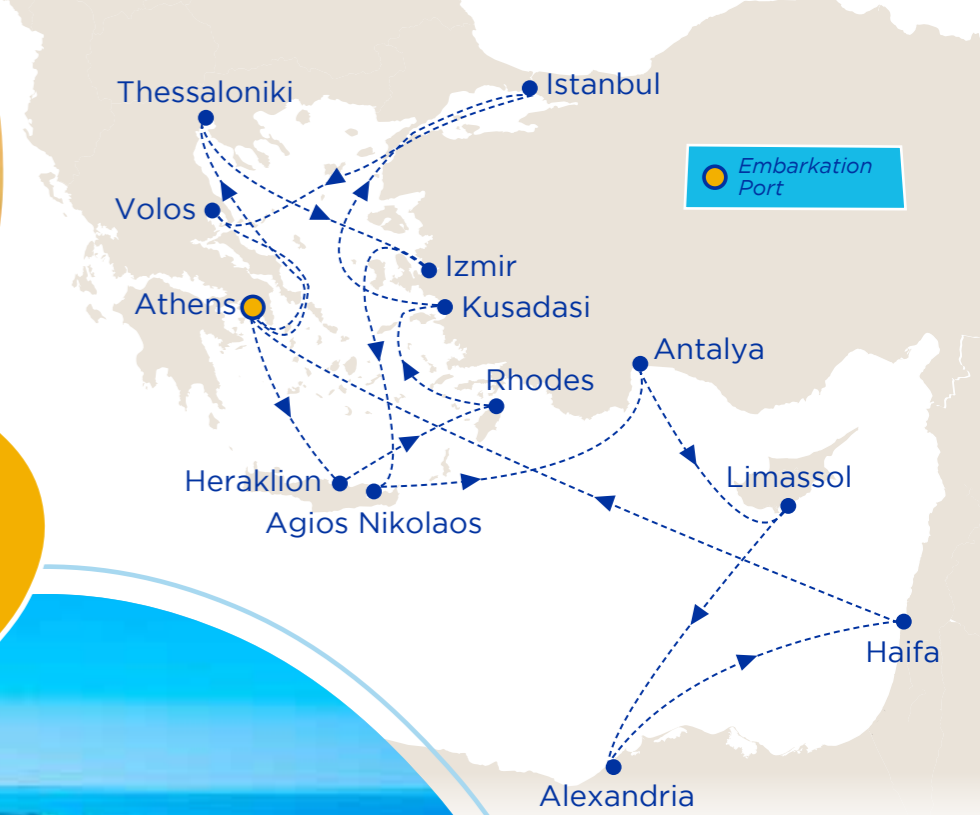 Istanbul
Thessaloniki
Embarkation
Port
Volos
Izmir
Athens
Kusadasi
Antalya
Rhodes
Limassol
Heraklion
Agios Nikolaos
Haifa
Alexandria